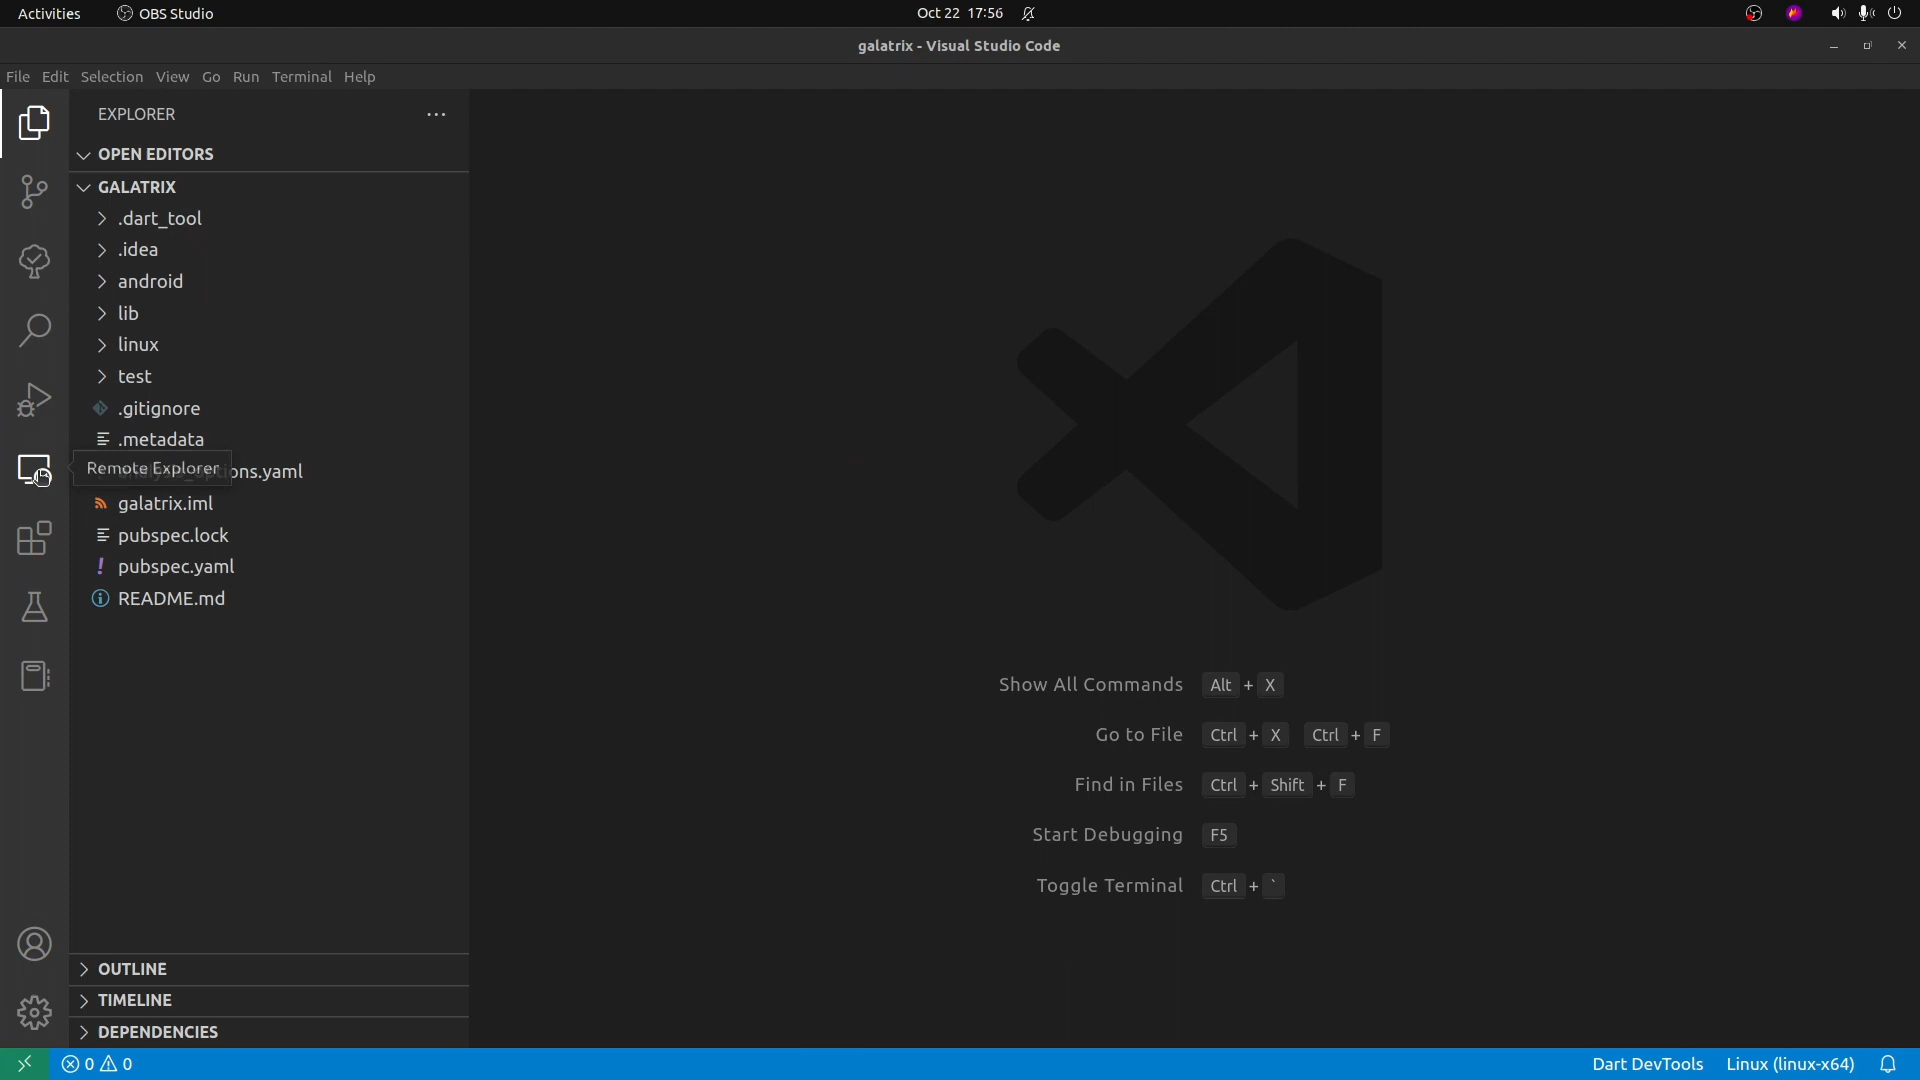 Activities OBS Studio Oct 22 17:56
galatrix - Visual Studio Code
File Edit Selection View Go Run Terminal Help
EXPLORER
OPEN EDITORS
GALATRIX
.dart_tool
.idea
android
lib
linux
test
.gitignore
.metadata
Remote Explorer
ons.yaml
galatrix.iml
pubspec.lock
pubspec.yaml
README.md
Show All Commands Alt + X
Go to File Ctrl + X Ctrl + F
Find in Files Ctrl + Shift + F
Start Debugging F5
Toggle Terminal Ctrl + `
OUTLINE
TIMELINE
DEPENDENCIES
0 0 Dart DevTools Linux (linux-x64)